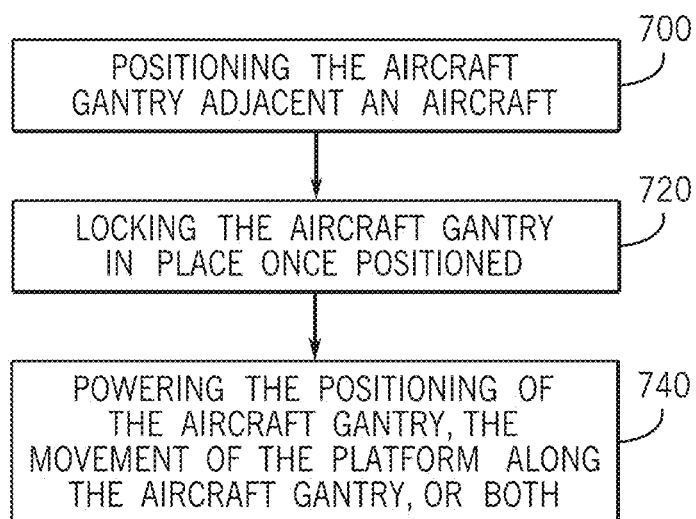 700
POSITIONING THE AIRCRAFT
GANTRY ADJACENT AN AIRCRAFT
720
LOCKING THE AIRCRAFT GANTRY
IN PLACE ONCE POSITIONED
740
POWERING THE POSITIONING OF
THE AIRCRAFT GANTRY, THE
MOVEMENT OF THE PLATFORM ALONG
THE AIRCRAFT GANTRY, OR BOTH